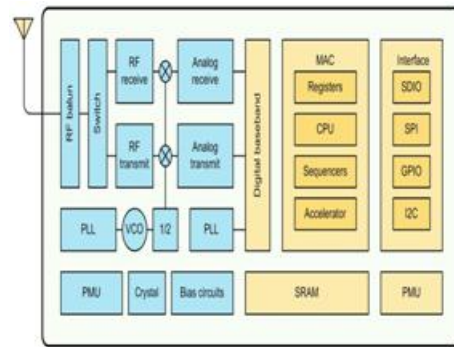 RF balun
Switch
RF
receive
Analog
receive
RF
transmit
Analog
transmit
Digital baseband
MAC
Registers
CPU
Sequencers
Accelerator
Interface
SDIO
SPI
GPIO
I2C
PLL
VCO
1/2
PLL
PMU
Crystal
Bias circuits
SRAM
PMU